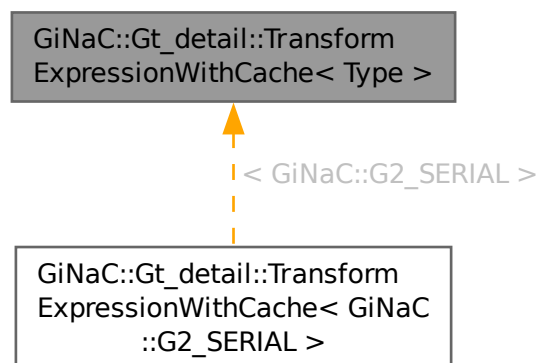 GiNaC::Gt_detail::Transform
ExpressionWithCache< Type >
< GiNaC::G2_SERIAL >
GiNaC::Gt_detail::Transform
ExpressionWithCache< GiNaC
::G2_SERIAL >